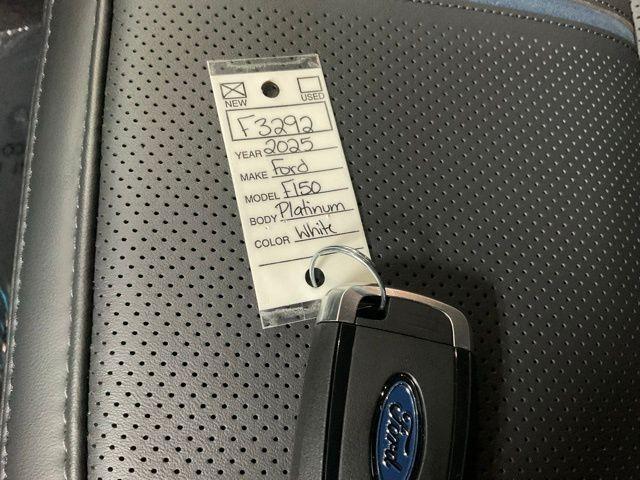 NEW USED
F3292
YEAR 2025
MAKE Ford
MODEL F150
BODY Platinum
COLOR White
Ford